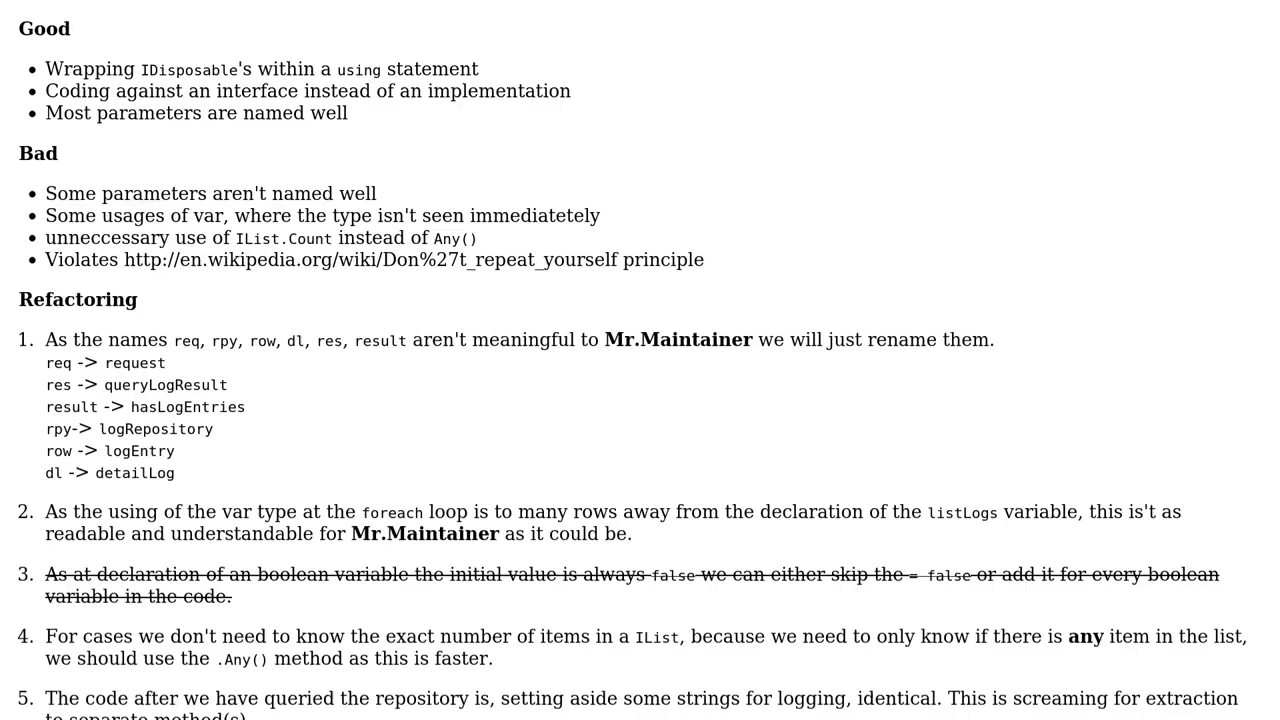 Good
• Wrapping IDisposable's within a using statement
• Coding against an interface instead of an implementation
• Most parameters are named well
Bad
• Some parameters aren't named well
• Some usages of var, where the type isn't seen immediatetely
• unneccessary use of IList.Count instead of Any()
• Violates http://en.wikipedia.org/wiki/Don%27t_repeat_yourself principle
Refactoring
1. As the names req, rpy, row, dl, res, result aren't meaningful to Mr.Maintainer we will just rename them.
req -> request
res -> queryLogResult
result -> hasLogEntries
rpy-> logRepository
row -> logEntry
dl -> detailLog
2. As the using of the var type at the foreach loop is to many rows away from the declaration of the listLogs variable, this is't as
readable and understandable for Mr.Maintainer as it could be.
3. As at declaration of an boolean variable the initial value is always false we can either skip the = false or add it for every boolean
variable in the code.
4. For cases we don't need to know the exact number of items in a IList, because we need to only know if there is any item in the list,
we should use the .Any() method as this is faster.
5. The code after we have queried the repository is, setting aside some strings for logging, identical. This is screaming for extraction
to separate method(s)